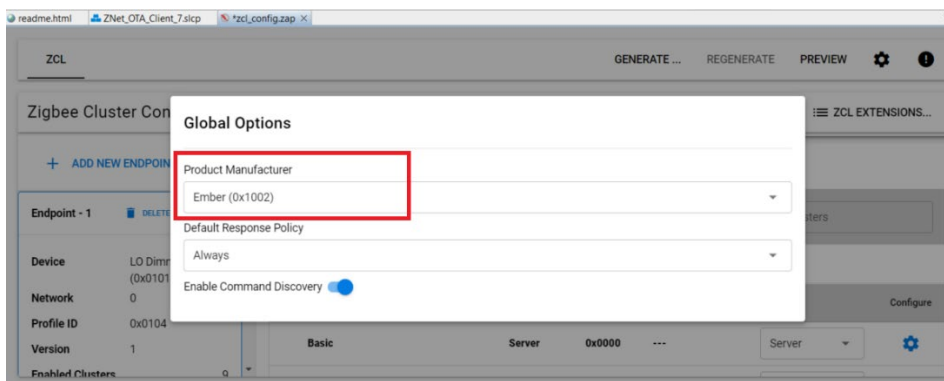 readme.html ZNet_OTA_Client_7.slcp *zcl_config.zap
ZCL GENERATE ... REGENERATE PREVIEW
Zigbee Cluster Con ZCL EXTENSIONS...
Global Options
ADD NEW ENDPOIN
Product Manufacturer
Ember (0x1002)
Endpoint - 1 DELETE
Default Response Policy
Always
Device LO Dimr
(0x0101
Enable Command Discovery
Network 0
Configure
Profile ID 0x0104
Basic Server 0x0000 --- Server
Version 1
Enabled Clusters 9